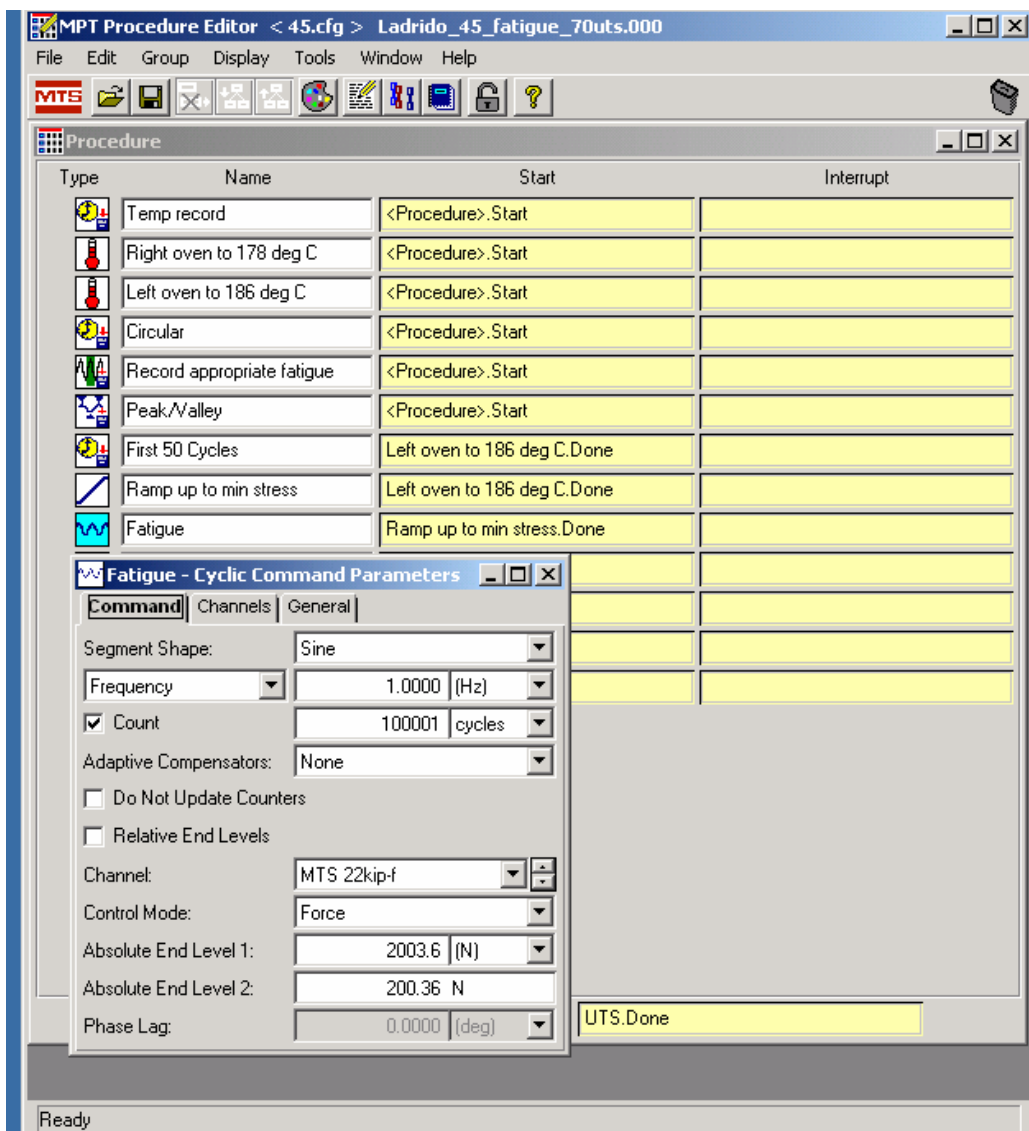 MPT Procedure Editor < 45.cfg > Ladrido_45_fatigue_70uts.000
File Edit Group Display Tools Window Help
MTS
Procedure
Type Name Start Interrupt
Temp record <Procedure>.Start
Right oven to 178 deg C <Procedure>.Start
Left oven to 186 deg C <Procedure>.Start
Circular <Procedure>.Start
Record appropriate fatigue <Procedure>.Start
Peak/Valley <Procedure>.Start
First 50 Cycles Left oven to 186 deg C.Done
Ramp up to min stress Left oven to 186 deg C.Done
Fatigue Ramp up to min stress.Done
Fatigue - Cyclic Command Parameters
Command Channels General
Segment Shape: Sine
Frequency 1.0000 (Hz)
Count 100001 cycles
Adaptive Compensators: None
Do Not Update Counters
Relative End Levels
Channel: MTS 22kip-f
Control Mode: Force
Absolute End Level 1: 2003.6 (N)
Absolute End Level 2: 200.36 N
Phase Lag: 0.0000 (deg)
UTS.Done
Ready